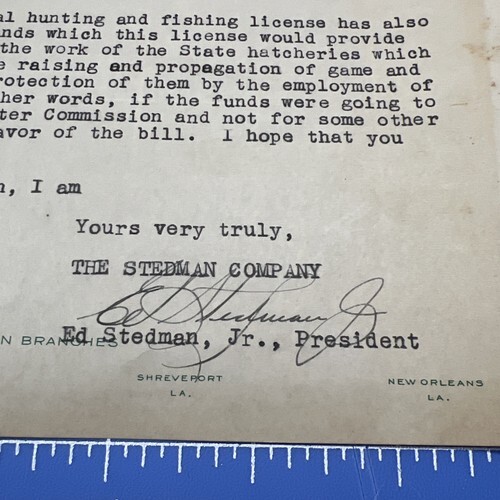 al hunting and fishing license has also
nds which this license would provide
the work of the State hatcheries which
e raising and propagation of game and
rotection of them by the employment of
her words, if the funds were going to
ter Commission and not for some other
avor of the bill. I hope that you
n, I am
Yours very truly,
THE STEDMAN COMPANY
Ed Stedman Jr
Ed Stedman, Jr., President
N BRANCHES
SHREVEPORT
LA.
NEW ORLEANS
LA.